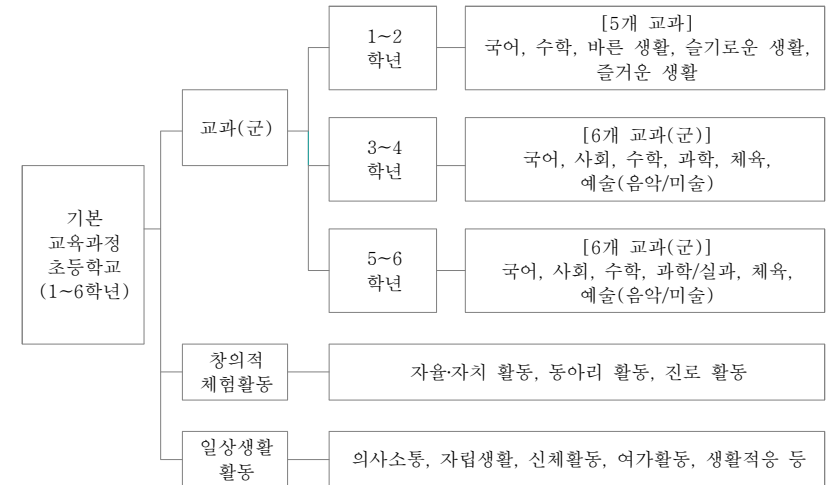 기본
교육과정
초등학교
(1~6학년)
교과(군)
1~2
학년
[5개 교과]
국어, 수학, 바른 생활, 슬기로운 생활,
즐거운 생활
3~4
학년
[6개 교과(군)]
국어, 사회, 수학, 과학, 체육,
예술(음악/미술)
5~6
학년
[6개 교과(군)]
국어, 사회, 수학, 과학/실과, 체육,
예술(음악/미술)
창의적
체험활동
자율·자치 활동, 동아리 활동, 진로 활동
일상생활
활동
의사소통, 자립생활, 신체활동, 여가활동, 생활적응 등